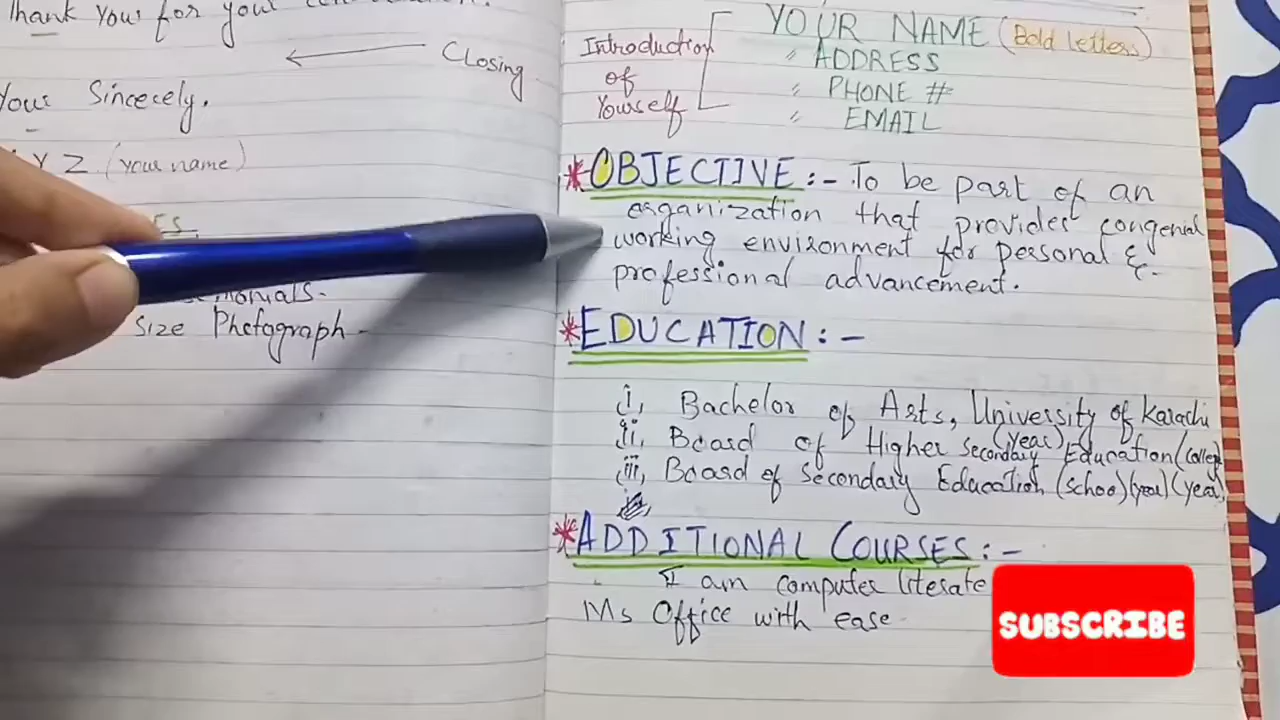 Thank You for your
Closing
Your Sincerely.
Y Z (your name)
Size Photograph
Introduction
of
Yourself
YOUR NAME (Bold letters)
" ADDRESS
" PHONE #
" EMAIL
*OBJECTIVE :- To be part of an
organization that provides congenial
working environment for personal &
professional advancement.
*EDUCATION :-
i, Bachelor of Arts, University of Karachi
(year)
ii, Board of Higher Secondary Education (College
iii, Board of Secondary Education (School) (year) (year)
*ADDITIONAL COURSES :-
I am computer literate
Ms Office with ease
SUBSCRIBE